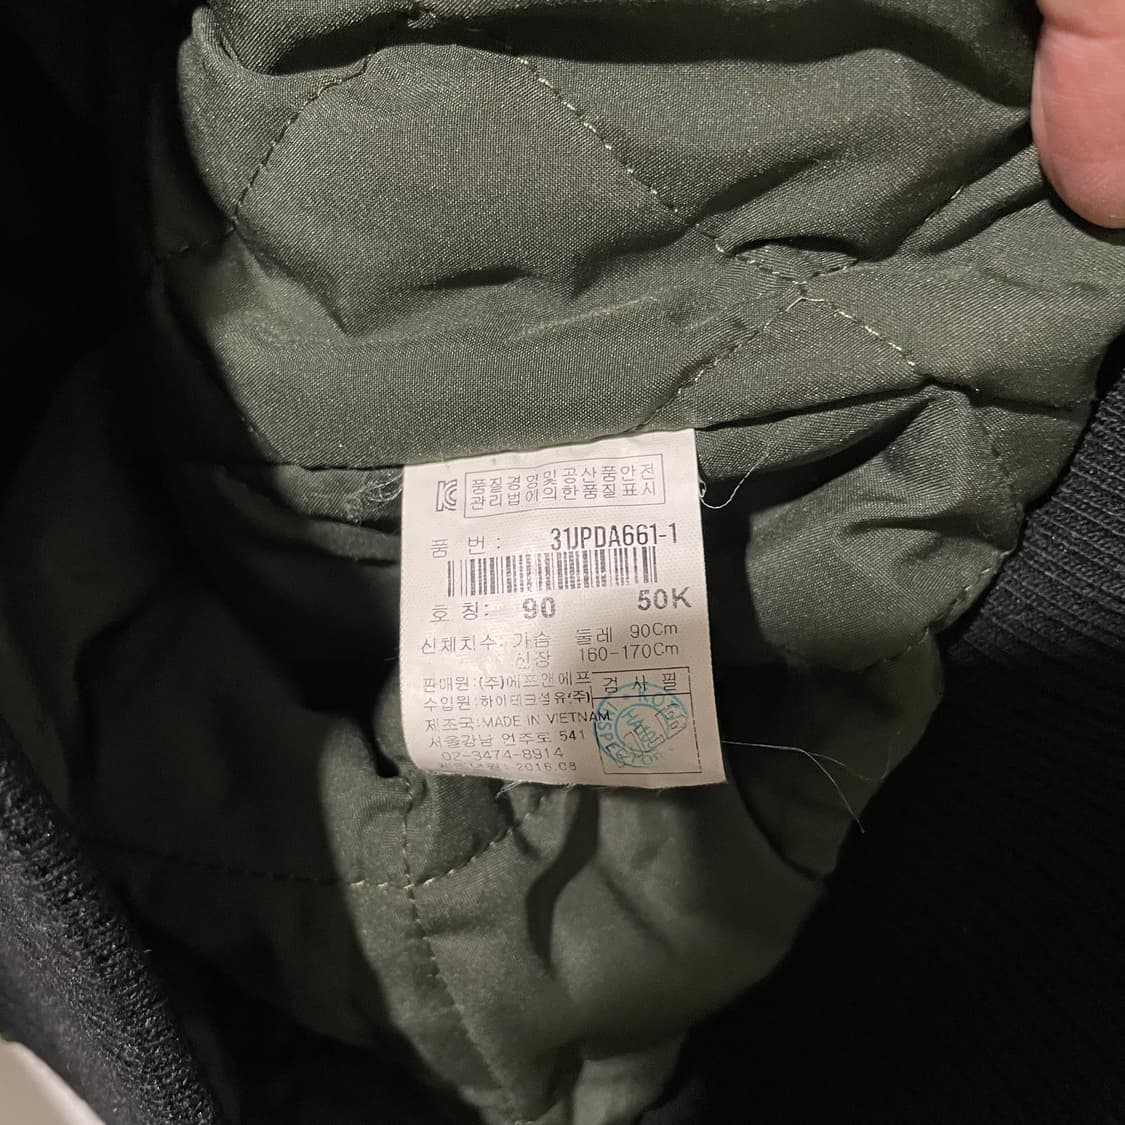 품질경영및공산품안전
관리법에의한품질표시
품 번 : 31JPDA661-1
호 칭: 90 50K
신체치수: 가슴 둘레 90Cm
신장 160-170Cm
판매원:(주)에프앤에프 검 사 필
수입원:하이테크섬유(주)
제조국:MADE IN VIETNAM
서울강남 언주로 541
02-3474-8914
2016.09